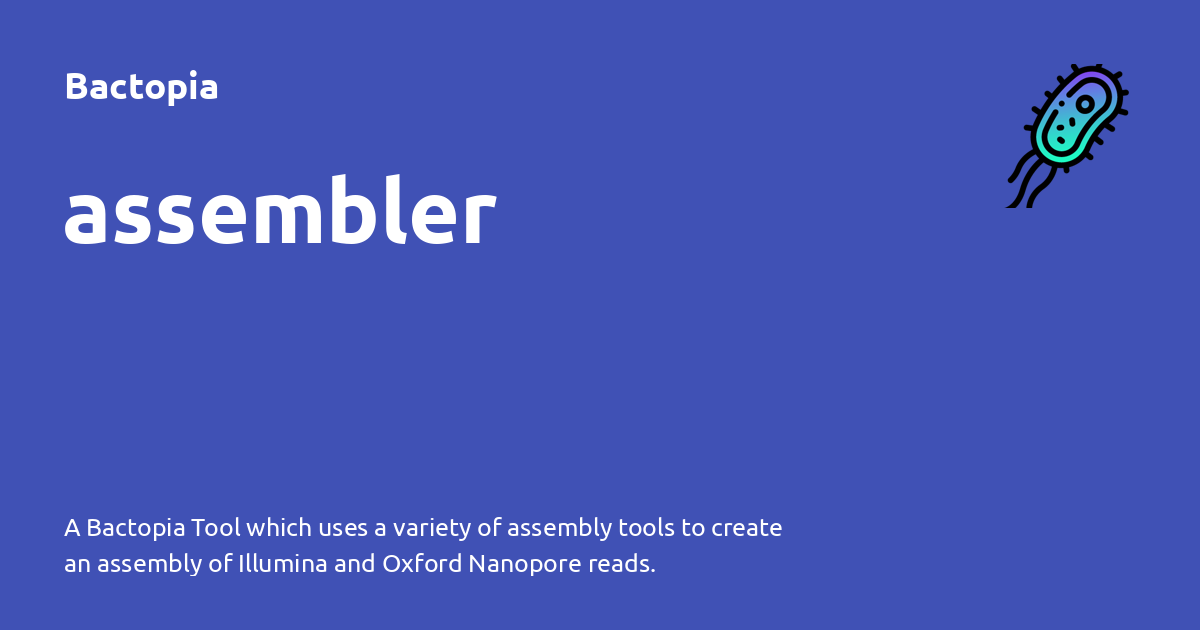 Bactopia
assembler
A Bactopia Tool which uses a variety of assembly tools to create
an assembly of Illumina and Oxford Nanopore reads.